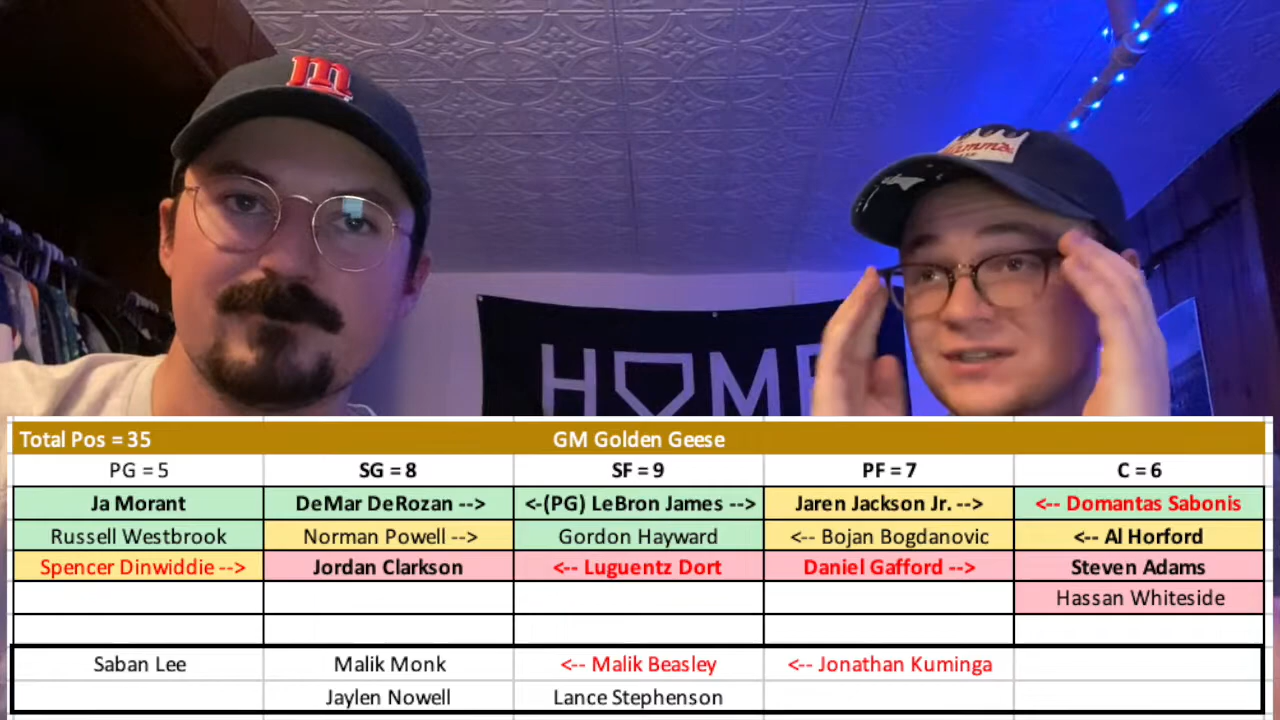 m
HOME
Total Pos = 35 GM Golden Geese
PG = 5 SG = 8 SF = 9 PF = 7 C = 6
Ja Morant DeMar DeRozan --> <-(PG) LeBron James --> Jaren Jackson Jr. --> <-- Domantas Sabonis
Russell Westbrook Norman Powell --> Gordon Hayward <-- Bojan Bogdanovic <-- Al Horford
Spencer Dinwiddie --> Jordan Clarkson <-- Luguentz Dort Daniel Gafford --> Steven Adams
Hassan Whiteside
Saban Lee Malik Monk <-- Malik Beasley <-- Jonathan Kuminga
Jaylen Nowell Lance Stephenson